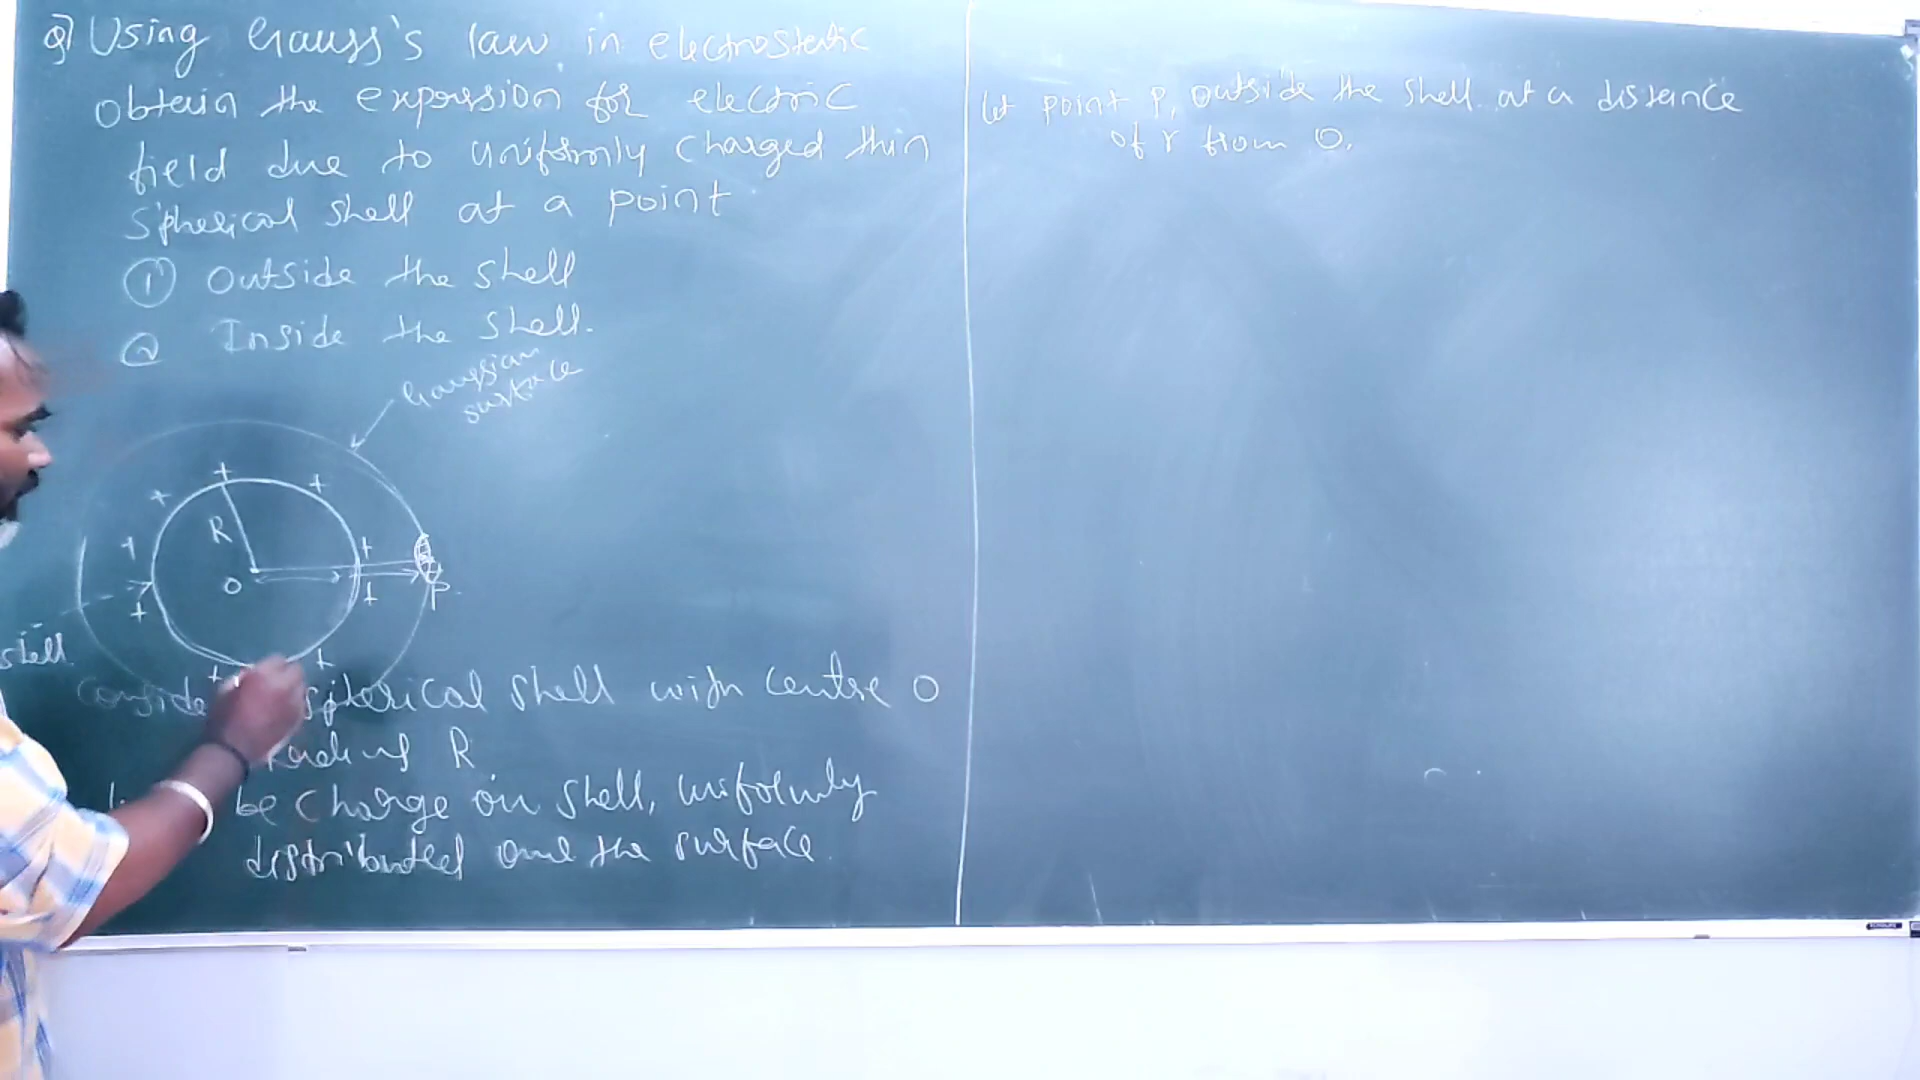 Q] Using Gauss's law in electrostatic
obtain the expression for electric
field due to uniformly charged thin
spherical shell at a point
① outside the shell
② Inside the shell.
Gaussian
surface
+ + +
R
+ +
O
+ + P
shell
+ +
spherical shell with centre O
Radius R
be charge on shell, uniformly
distributed over the surface.
let point P, outside the shell at a distance
of r from O.